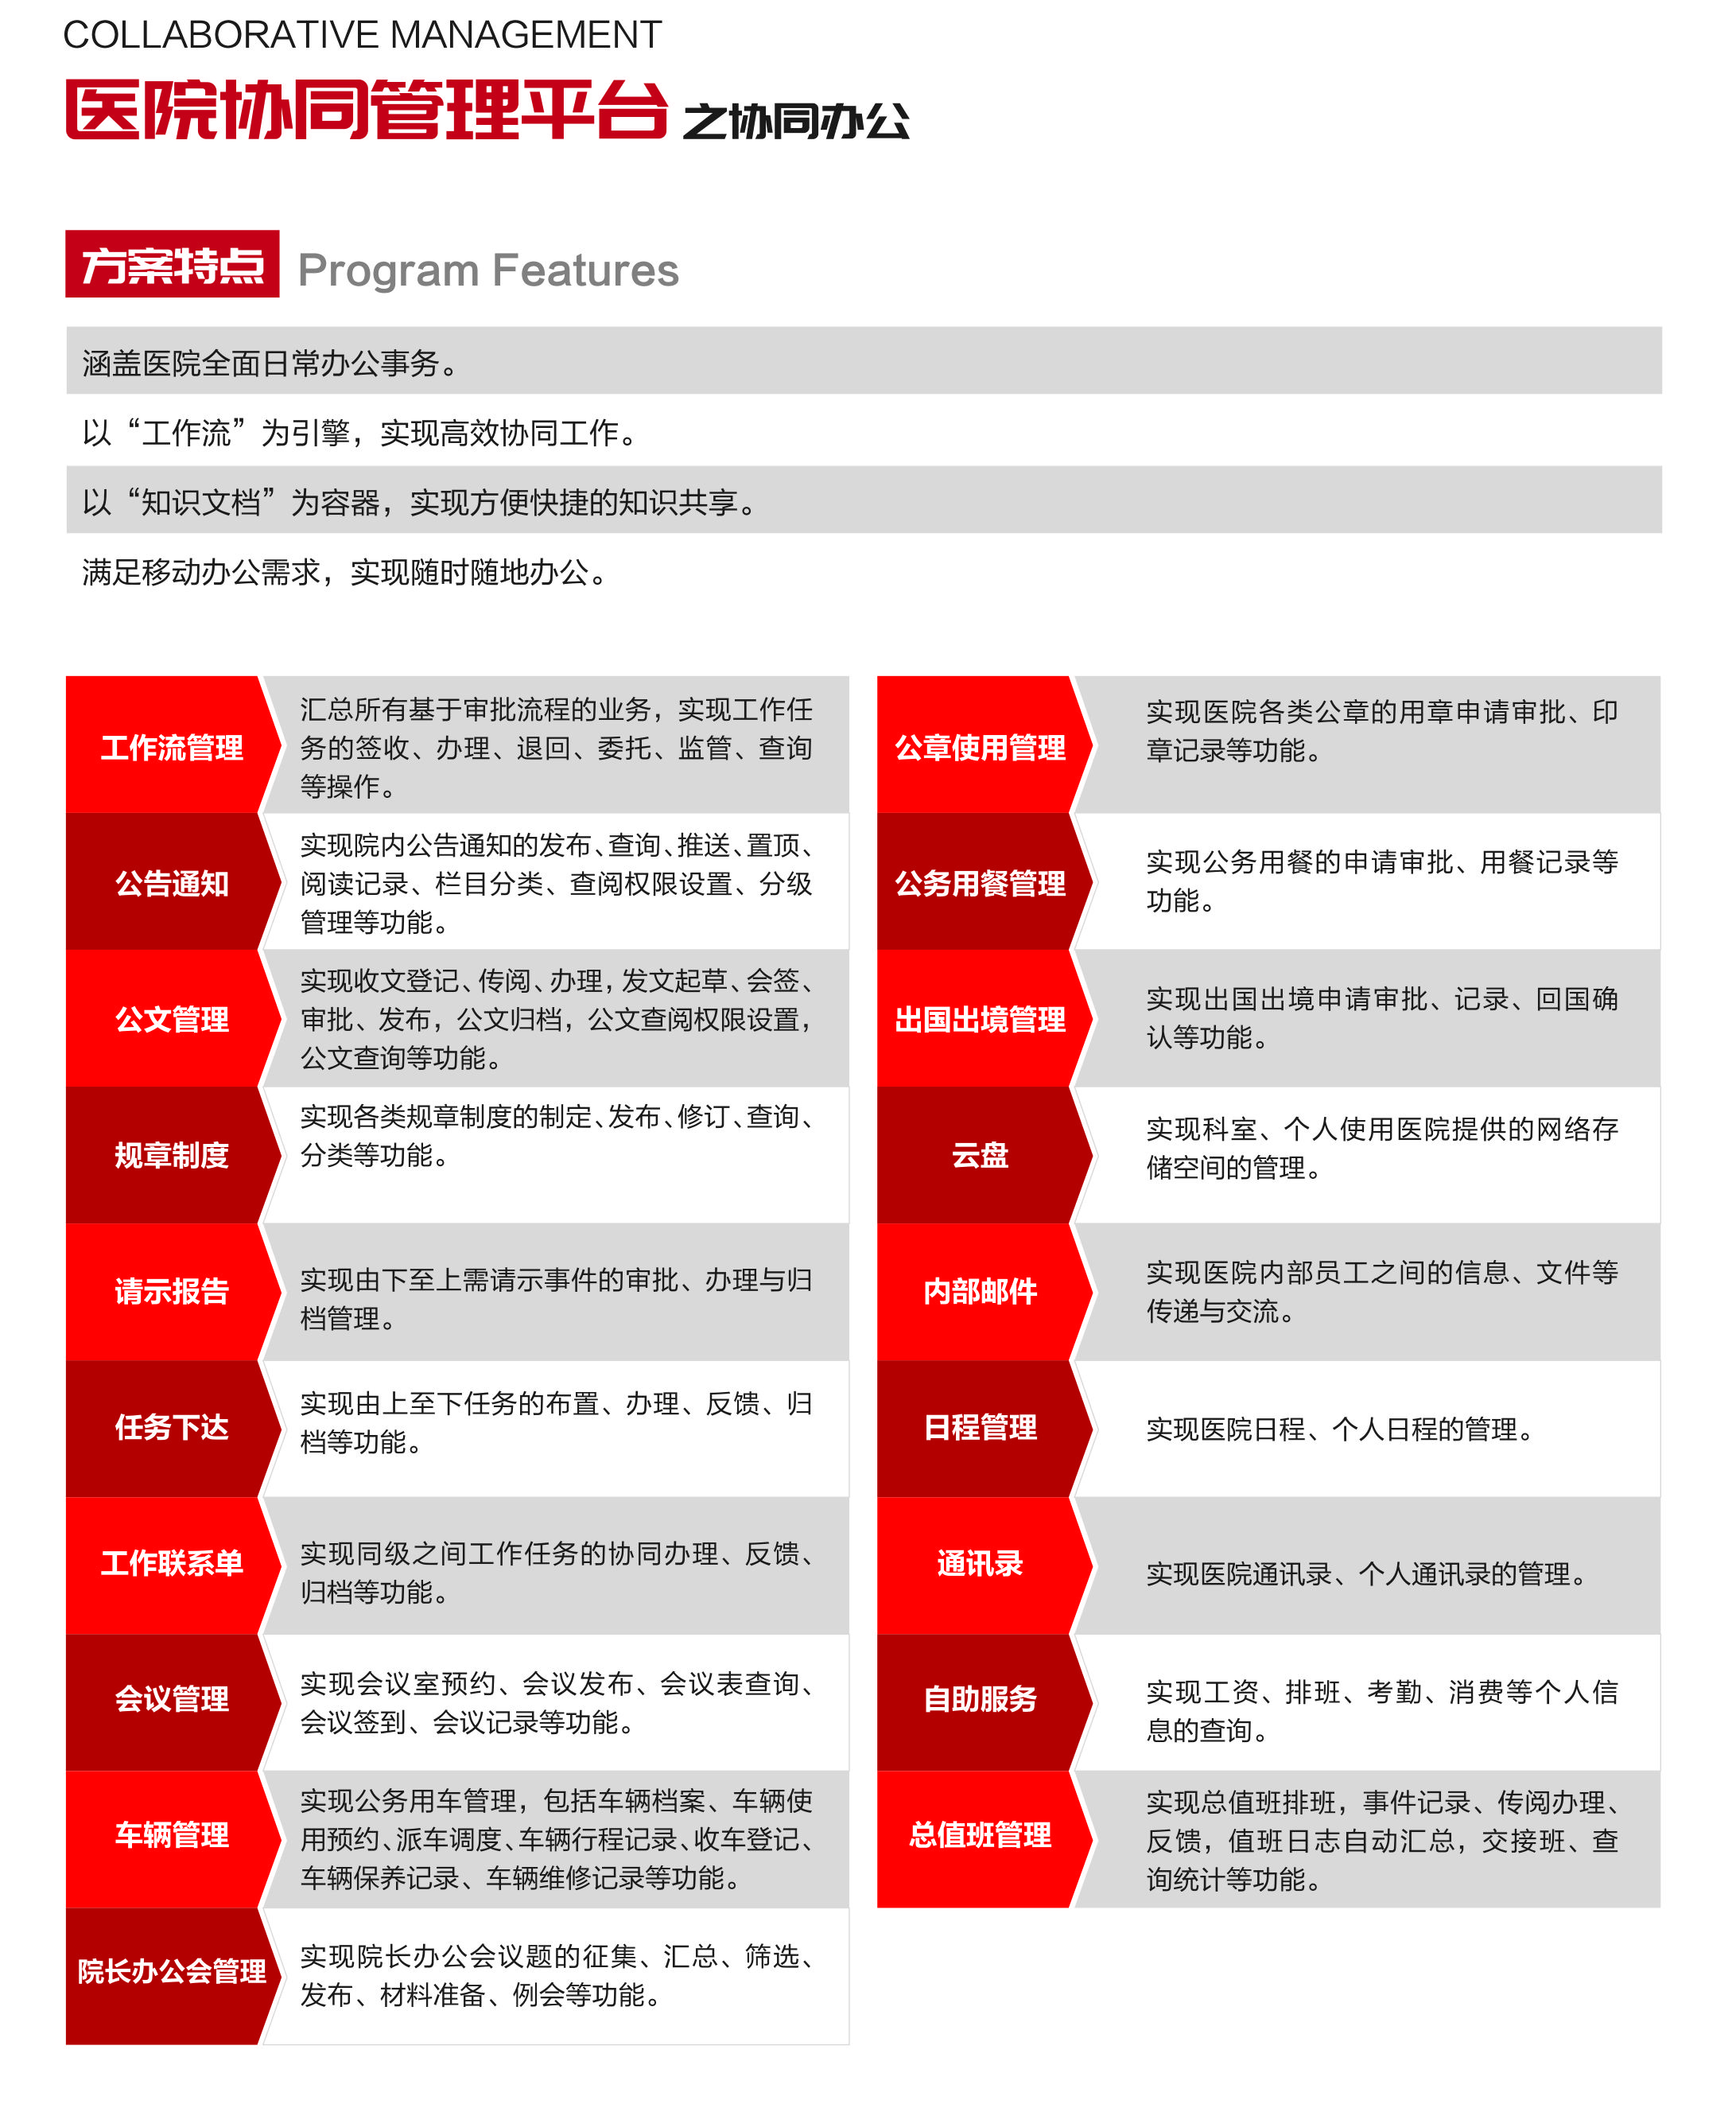 COLLABORATIVE MANAGEMENT
医院协同管理平台 之协同办公
方案特点 Program Features
涵盖医院全面日常办公事务。
以“工作流”为引擎，实现高效协同工作。
以“知识文档”为容器，实现方便快捷的知识共享。
满足移动办公需求，实现随时随地办公。
工作流管理
汇总所有基于审批流程的业务，实现工作任
务的签收、办理、退回、委托、监管、查询
等操作。
公告通知
实现院内公告通知的发布、查询、推送、置顶、
阅读记录、栏目分类、查阅权限设置、分级
管理等功能。
公文管理
实现收文登记、传阅、办理，发文起草、会签、
审批、发布，公文归档，公文查阅权限设置，
公文查询等功能。
规章制度
实现各类规章制度的制定、发布、修订、查询、
分类等功能。
请示报告
实现由下至上需请示事件的审批、办理与归
档管理。
任务下达
实现由上至下任务的布置、办理、反馈、归
档等功能。
工作联系单
实现同级之间工作任务的协同办理、反馈、
归档等功能。
会议管理
实现会议室预约、会议发布、会议表查询、
会议签到、会议记录等功能。
车辆管理
实现公务用车管理，包括车辆档案、车辆使
用预约、派车调度、车辆行程记录、收车登记、
车辆保养记录、车辆维修记录等功能。
院长办公会管理
实现院长办公会议题的征集、汇总、筛选、
发布、材料准备、例会等功能。
公章使用管理
实现医院各类公章的用章申请审批、印
章记录等功能。
公务用餐管理
实现公务用餐的申请审批、用餐记录等
功能。
出国出境管理
实现出国出境申请审批、记录、回国确
认等功能。
云盘
实现科室、个人使用医院提供的网络存
储空间的管理。
内部邮件
实现医院内部员工之间的信息、文件等
传递与交流。
日程管理
实现医院日程、个人日程的管理。
通讯录
实现医院通讯录、个人通讯录的管理。
自助服务
实现工资、排班、考勤、消费等个人信
息的查询。
总值班管理
实现总值班排班，事件记录、传阅办理、
反馈，值班日志自动汇总，交接班、查
询统计等功能。